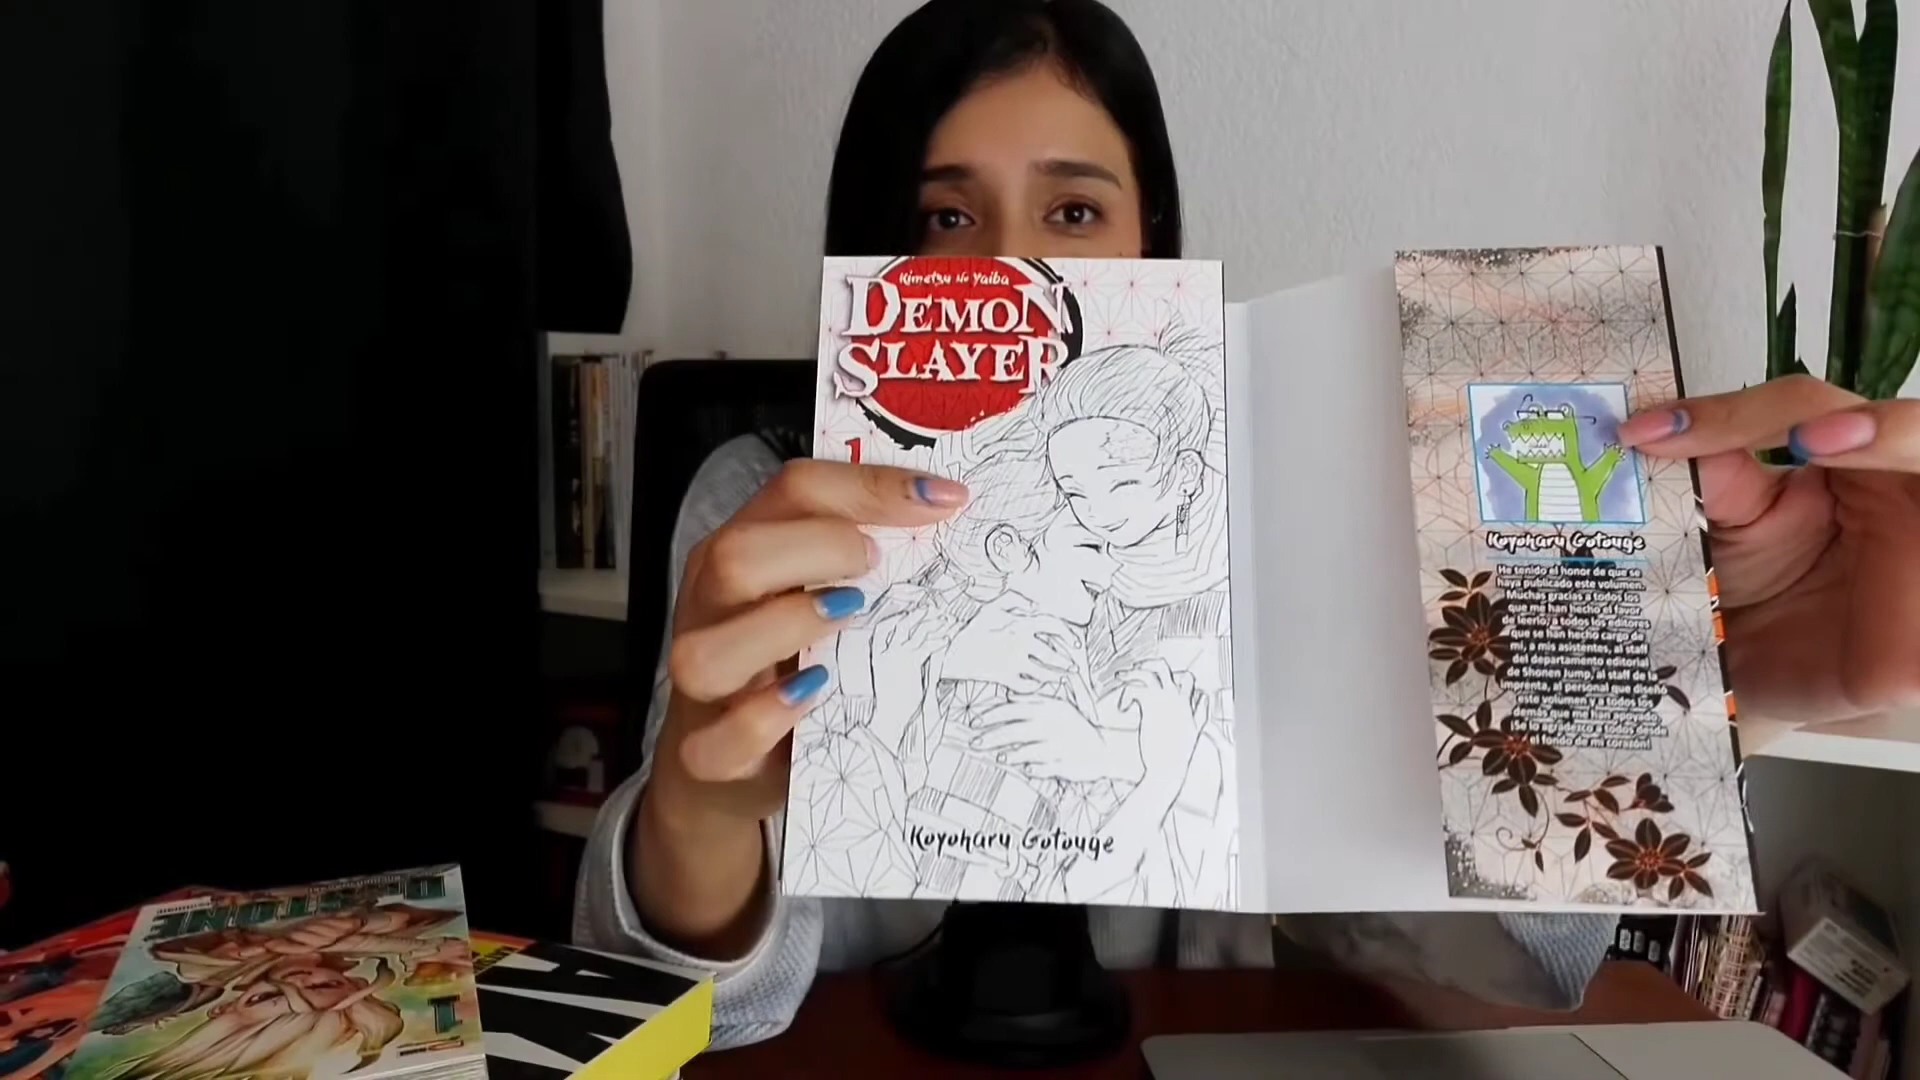 Kimetsu No Yaiba
DEMON
SLAYER
1
Koyoharu Gotouge
Koyoharu Gotouge
He tenido el honor de que se
haya publicado este volumen.
Muchas gracias a todos los
que me han hecho el favor
de leerlo; a todos los editores
que se han hecho cargo de
mí, a mis asistentes, al staff
del departamento editorial
de Shonen Jump, al staff de la
imprenta, al personal que diseñó
este volumen y a todos los
demás que me han apoyado.
¡Se lo agradezco a todos desde
el fondo de mi corazón!
STONE
1